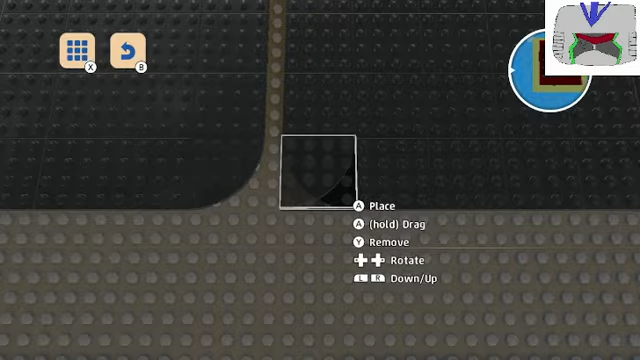 X
B
A Place
A (hold) Drag
Y Remove
Rotate
L R Down/Up